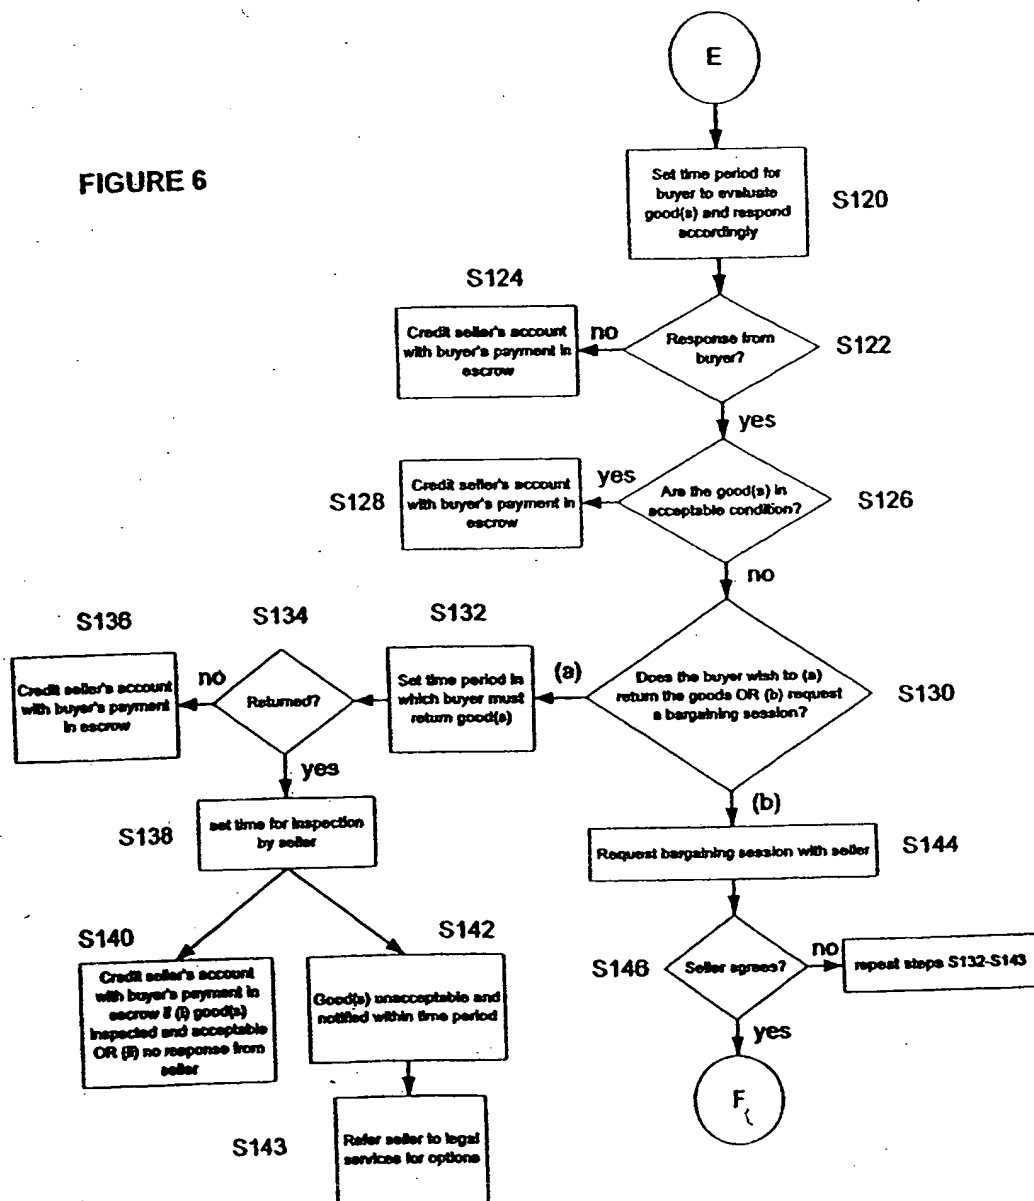 E
FIGURE 6
Set time period for
buyer to evaluate
good(s) and respond
accordingly
S120
S124
Credit seller's account
with buyer's payment in
escrow
no
Response from
buyer?
S122
yes
S128
Credit seller's account
with buyer's payment in
escrow
yes
Are the good(s) in
acceptable condition?
S126
no
S136
Credit seller's account
with buyer's payment
in escrow
no
S134
Returned?
S132
Set time period in
which buyer must
return good(s)
(a)
Does the buyer wish to (a)
return the goods OR (b) request
a bargaining session?
S130
yes
(b)
S138
set time for inspection
by seller
Request bargaining session with seller
S144
S140
Credit seller's account
with buyer's payment in
escrow if (i) good(s)
inspected and acceptable
OR (ii) no response from
seller
S142
Good(s) unacceptable and
notified within time period
S146
Seller agrees?
no
repeat steps S132-S143
yes
F
S143
Refer seller to legal
services for options